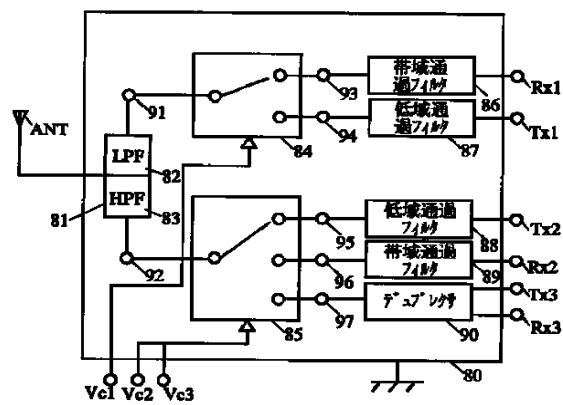 ANT
91
LPF
82
HPF
83
81
92
84
93
94
帯域通
過フィルタ
86
Rx1
低域通
過フィルタ
87
Tx1
85
95
96
97
低域通過
フィルタ
88
Tx2
帯域通過
フィルタ
89
Rx2
デュプレクサ
90
Tx3
Rx3
80
Vc1
Vc2
Vc3